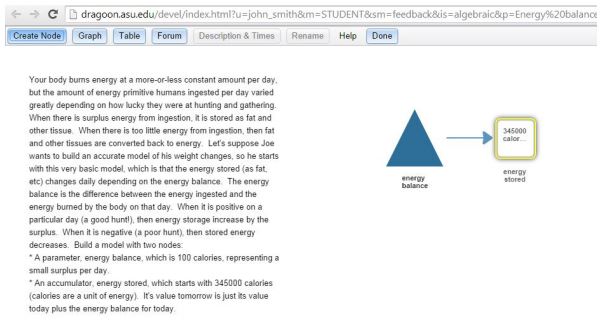 dragoon.asu.edu/devel/index.html?u=john_smith&m=STUDENT&sm=feedback&is=algebraic&p=Energy%20balance
Create Node Graph Table Forum Description & Times Rename Help Done
Your body burns energy at a more-or-less constant amount per day,
but the amount of energy primitive humans ingested per day varied
greatly depending on how lucky they were at hunting and gathering.
When there is surplus energy from ingestion, it is stored as fat and
other tissue. When there is too little energy from ingestion, then fat
and other tissues are converted back to energy. Let's suppose Joe
wants to build an accurate model of his weight changes, so he starts
with this very basic model, which is that the energy stored (as fat,
etc) changes daily depending on the energy balance. The energy
balance is the difference between the energy ingested and the
energy burned by the body on that day. When it is positive on a
particular day (a good hunt!), then energy storage increase by the
surplus. When it is negative (a poor hunt), then stored energy
decreases. Build a model with two nodes:
* A parameter, energy balance, which is 100 calories, representing a
small surplus per day.
* An accumulator, energy stored, which starts with 345000 calories
(calories are a unit of energy). It's value tomorrow is just its value
today plus the energy balance for today.
345000
calor...
energy
balance
energy
stored